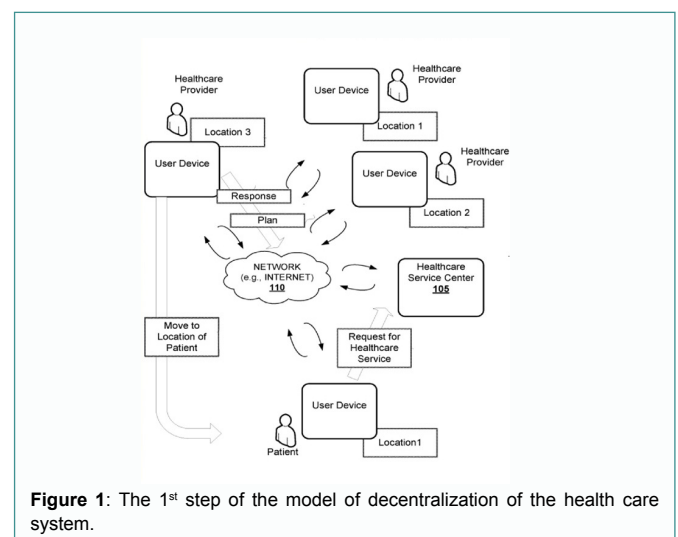 Healthcare
Provider
Location 3
User Device
User Device
Healthcare
Provider
Location 1
User Device
Healthcare
Provider
Location 2
Response
Plan
NETWORK
(e.g., INTERNET)
110
Healthcare
Service Center
105
Move to
Location of
Patient
Request for
Healthcare
Service
User Device
Location1
Patient
Figure 1: The 1st step of the model of decentralization of the health care
system.